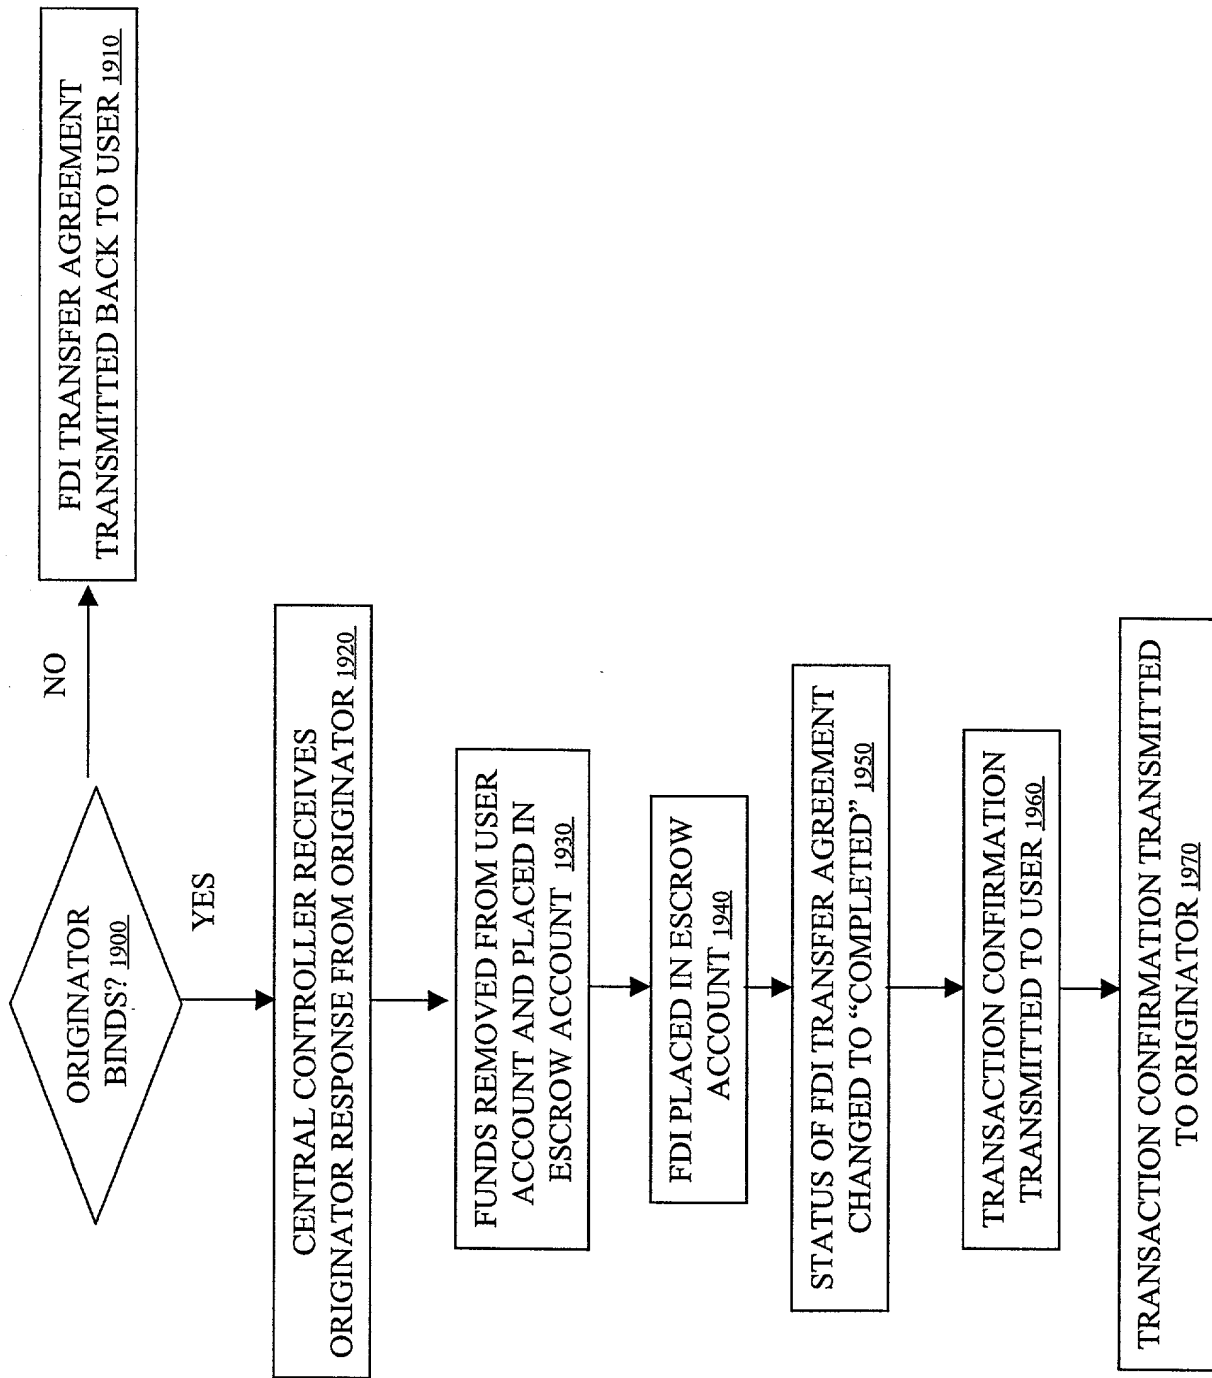 ORIGINATOR
BINDS? 1900
NO
FDI TRANSFER AGREEMENT
TRANSMITTED BACK TO USER 1910
YES
CENTRAL CONTROLLER RECEIVES
ORIGINATOR RESPONSE FROM ORIGINATOR 1920
FUNDS REMOVED FROM USER
ACCOUNT AND PLACED IN
ESCROW ACCOUNT 1930
FDI PLACED IN ESCROW
ACCOUNT 1940
STATUS OF FDI TRANSFER AGREEMENT
CHANGED TO “COMPLETED” 1950
TRANSACTION CONFIRMATION
TRANSMITTED TO USER 1960
TRANSACTION CONFIRMATION TRANSMITTED
TO ORIGINATOR 1970